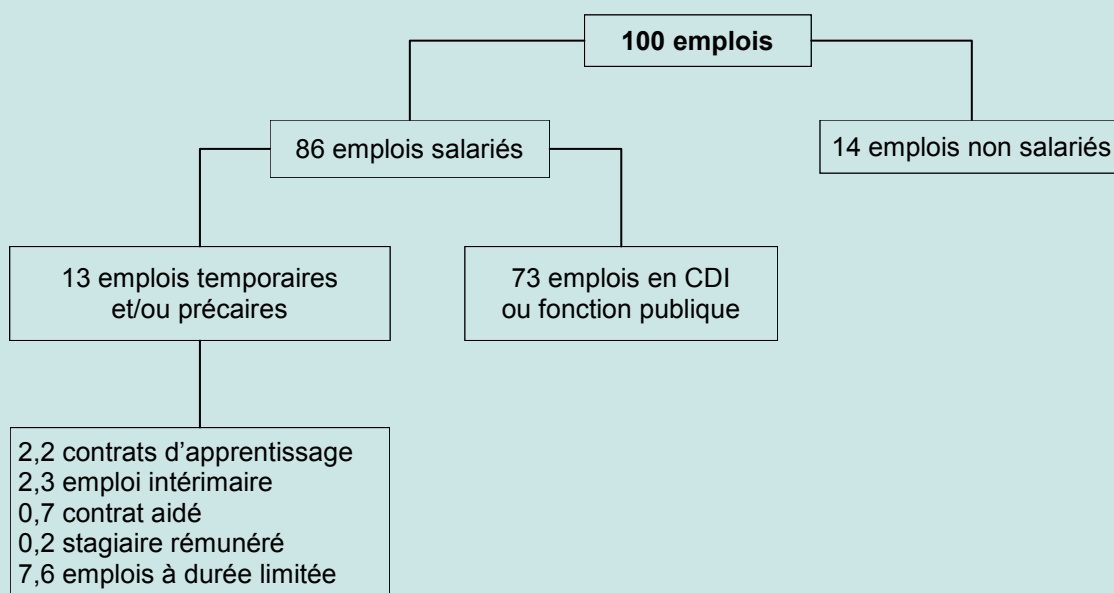 100 emplois
86 emplois salariés
14 emplois non salariés
13 emplois temporaires
et/ou précaires
73 emplois en CDI
ou fonction publique
2,2 contrats d’apprentissage
2,3 emploi intérimaire
0,7 contrat aidé
0,2 stagiaire rémunéré
7,6 emplois à durée limitée